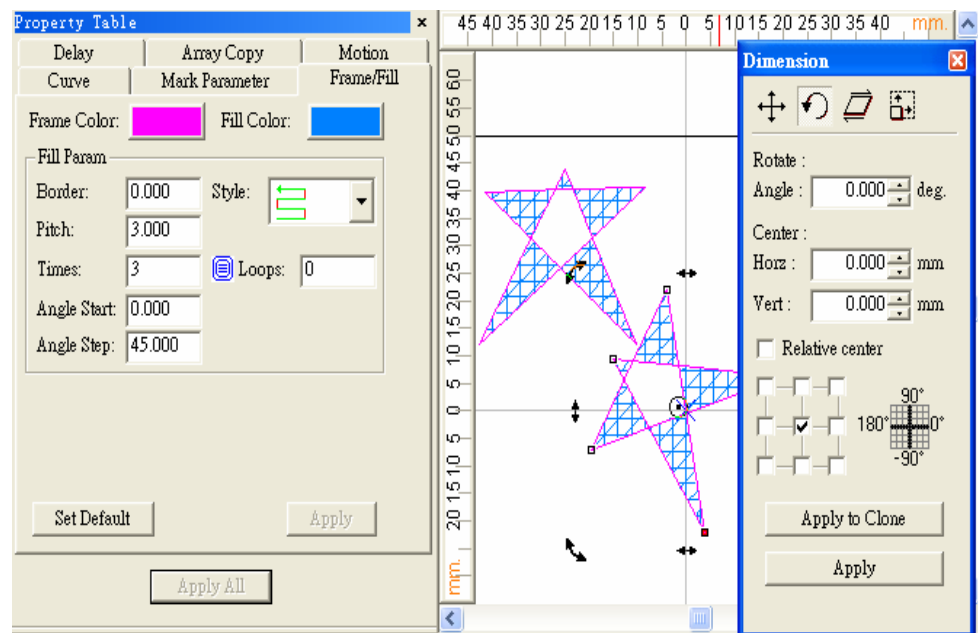 Property Table
Delay Array Copy Motion
Curve Mark Parameter Frame/Fill
Frame Color: Fill Color:
Fill Param
Border: 0.000 Style:
Pitch: 3.000
Times: 3 Loops: 0
Angle Start: 0.000
Angle Step: 45.000
Set Default Apply
Apply All
45 40 35 30 25 20 15 10 5 0 5 10 15 20 25 30 35 40 mm.
60 55 50 45 40 35 30 25 20 15 10 5 0 5 10 15 20 mm.
Dimension
Rotate :
Angle : 0.000 deg.
Center :
Horz : 0.000 mm
Vert : 0.000 mm
Relative center
90°
180° 0°
-90°
Apply to Clone
Apply